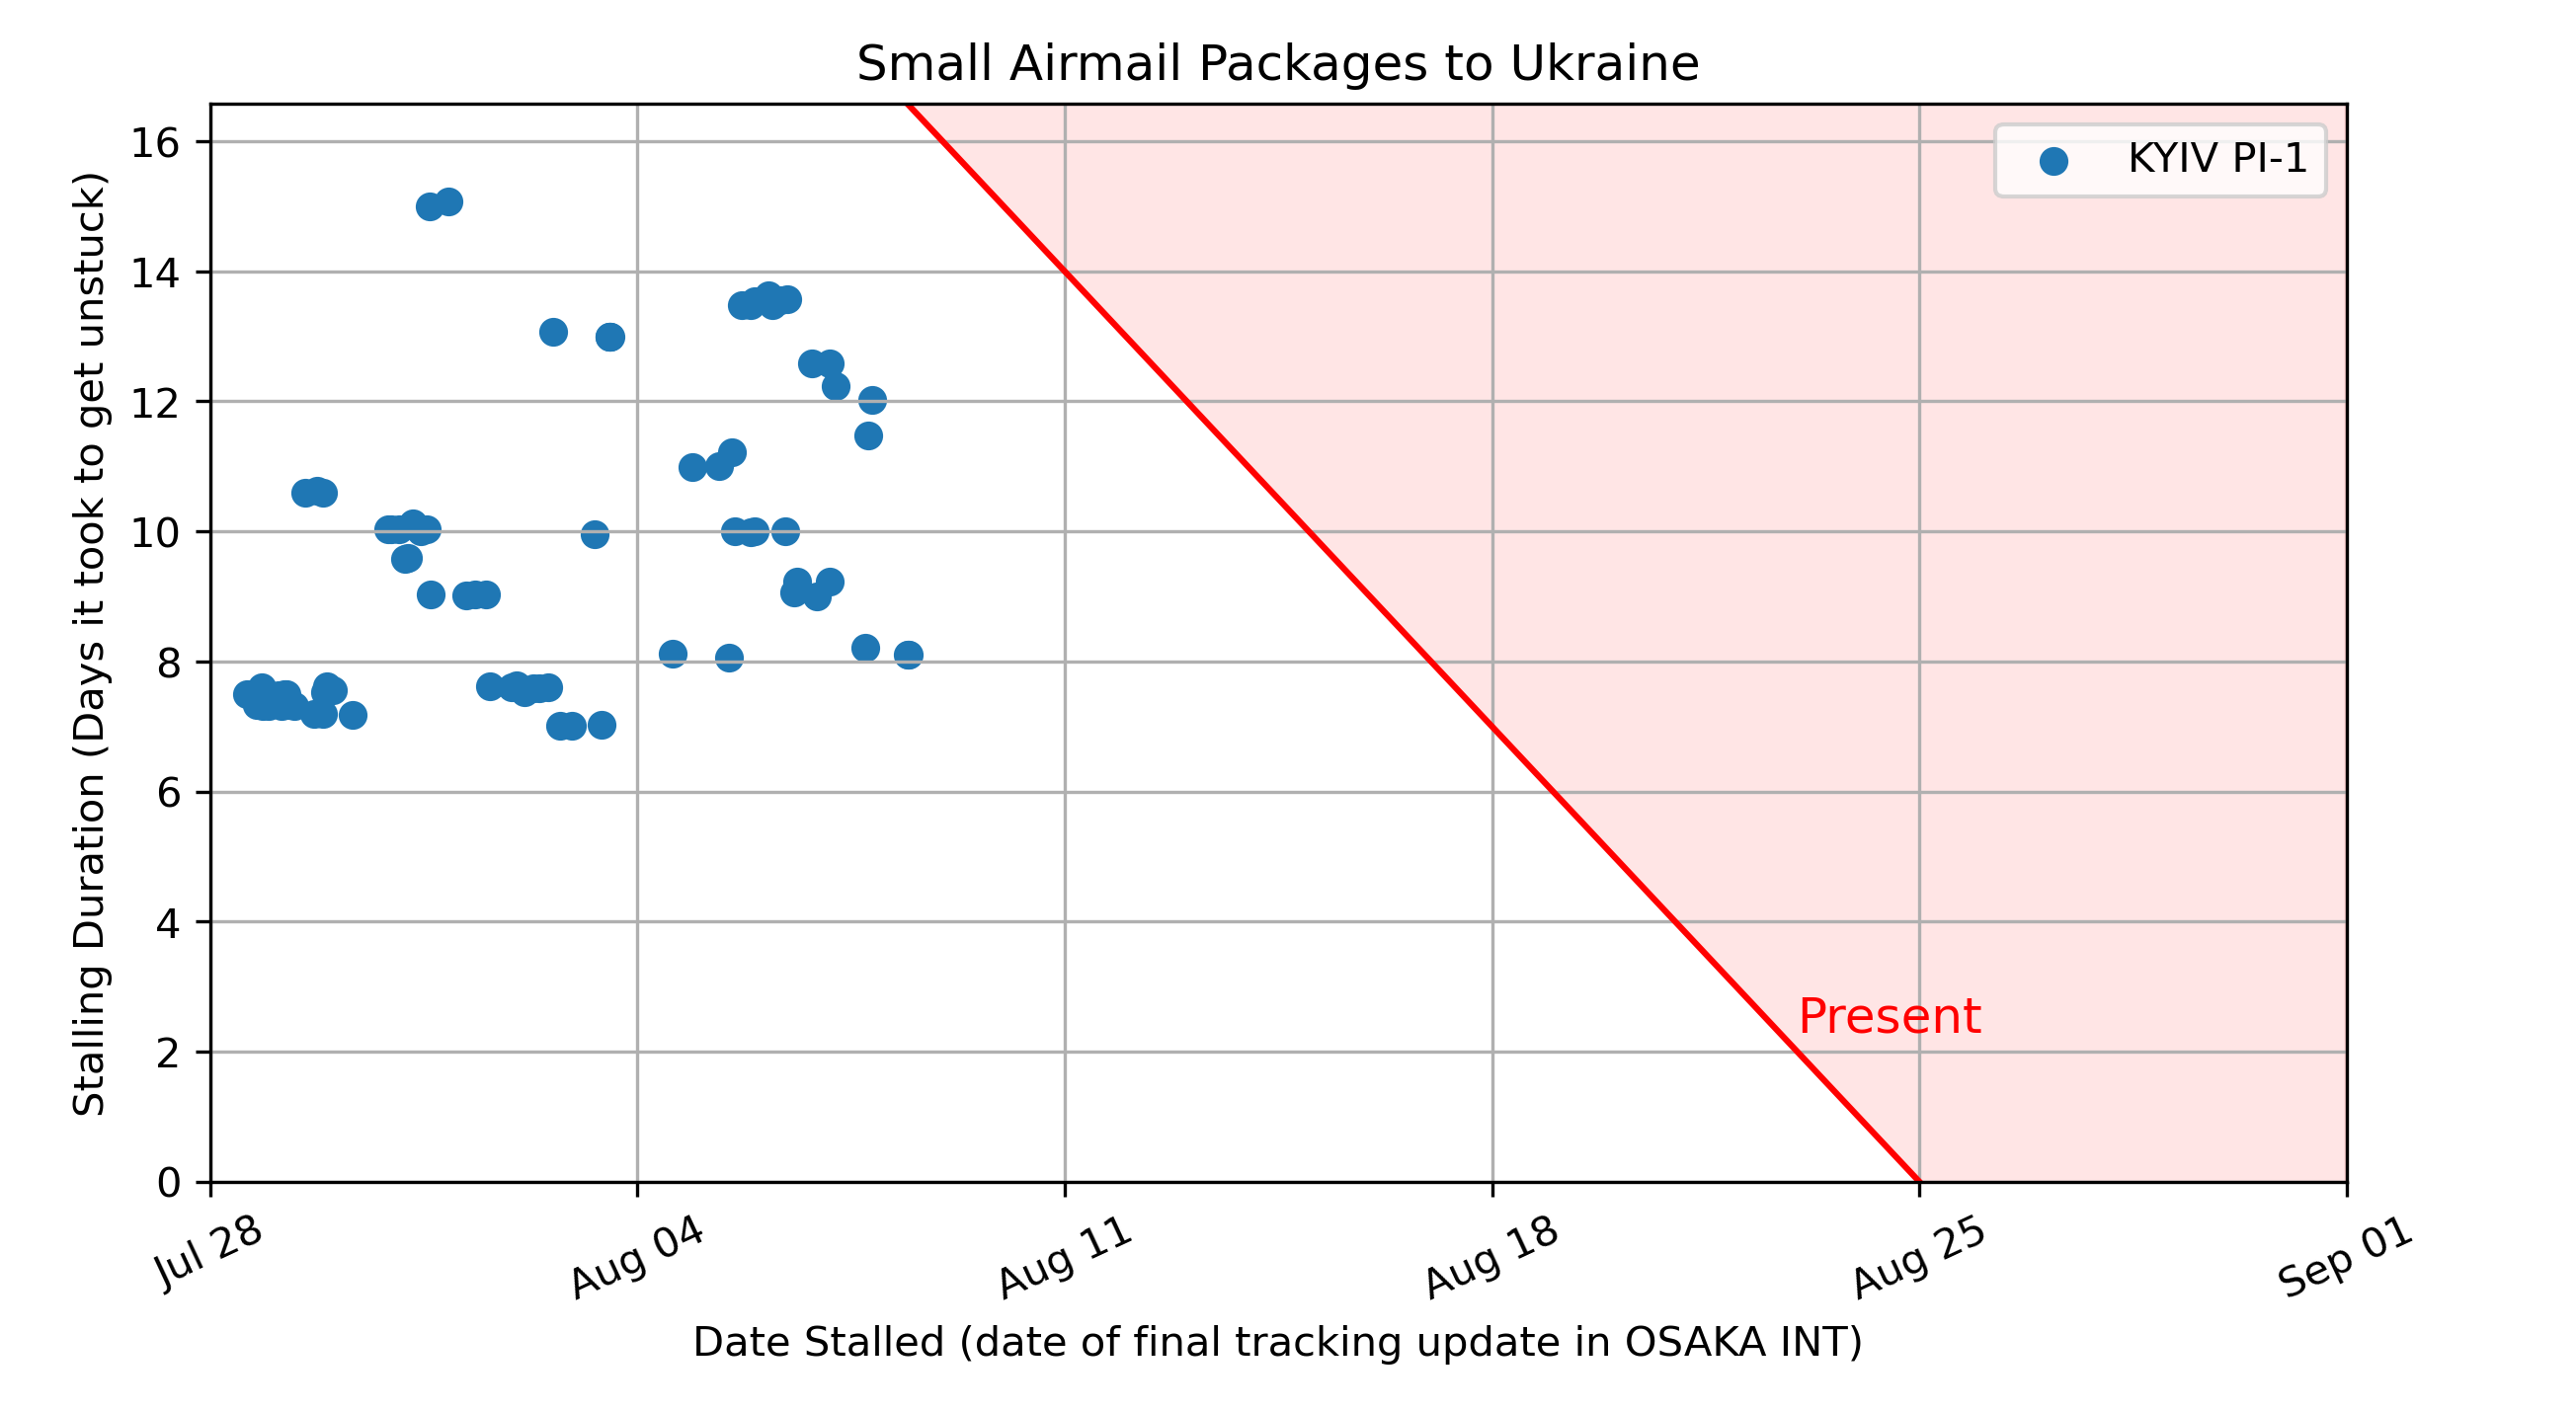 Small Airmail Packages to Ukraine
KYIV PI-1
Stalling Duration (Days it took to get unstuck)
16
14
12
10
8
6
4
2
0
Present
Jul 28
Aug 04
Aug 11
Aug 18
Aug 25
Sep 01
Date Stalled (date of final tracking update in OSAKA INT)